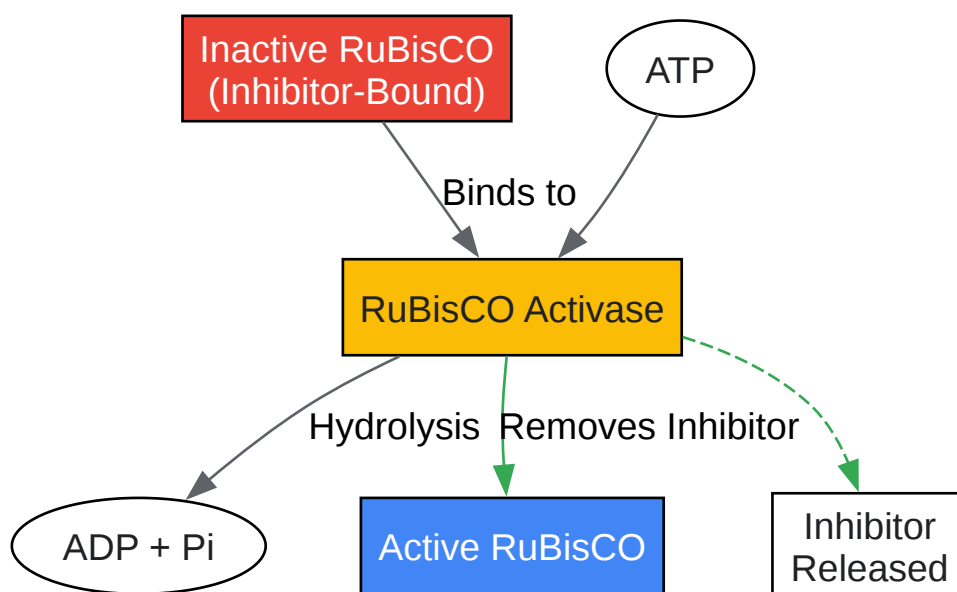 Inactive RuBisCO
(Inhibitor-Bound)
ATP
Binds to
RuBisCO Activase
Hydrolysis
Removes Inhibitor
ADP + Pi
Active RuBisCO
Inhibitor
Released